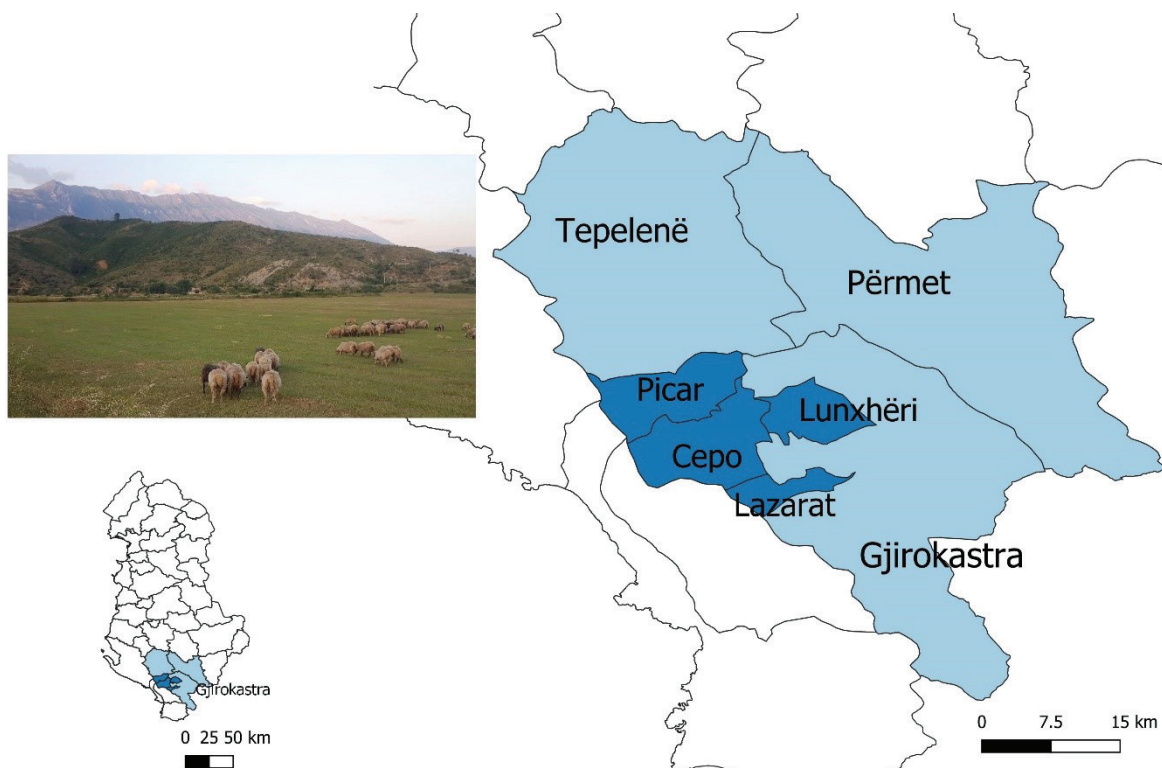 Tepelenë
Përmet
Picar
Lunxhëri
Cepo
Lazarat
Gjirokastra
Gjirokastra
0 25 50 km
0 7.5 15 km